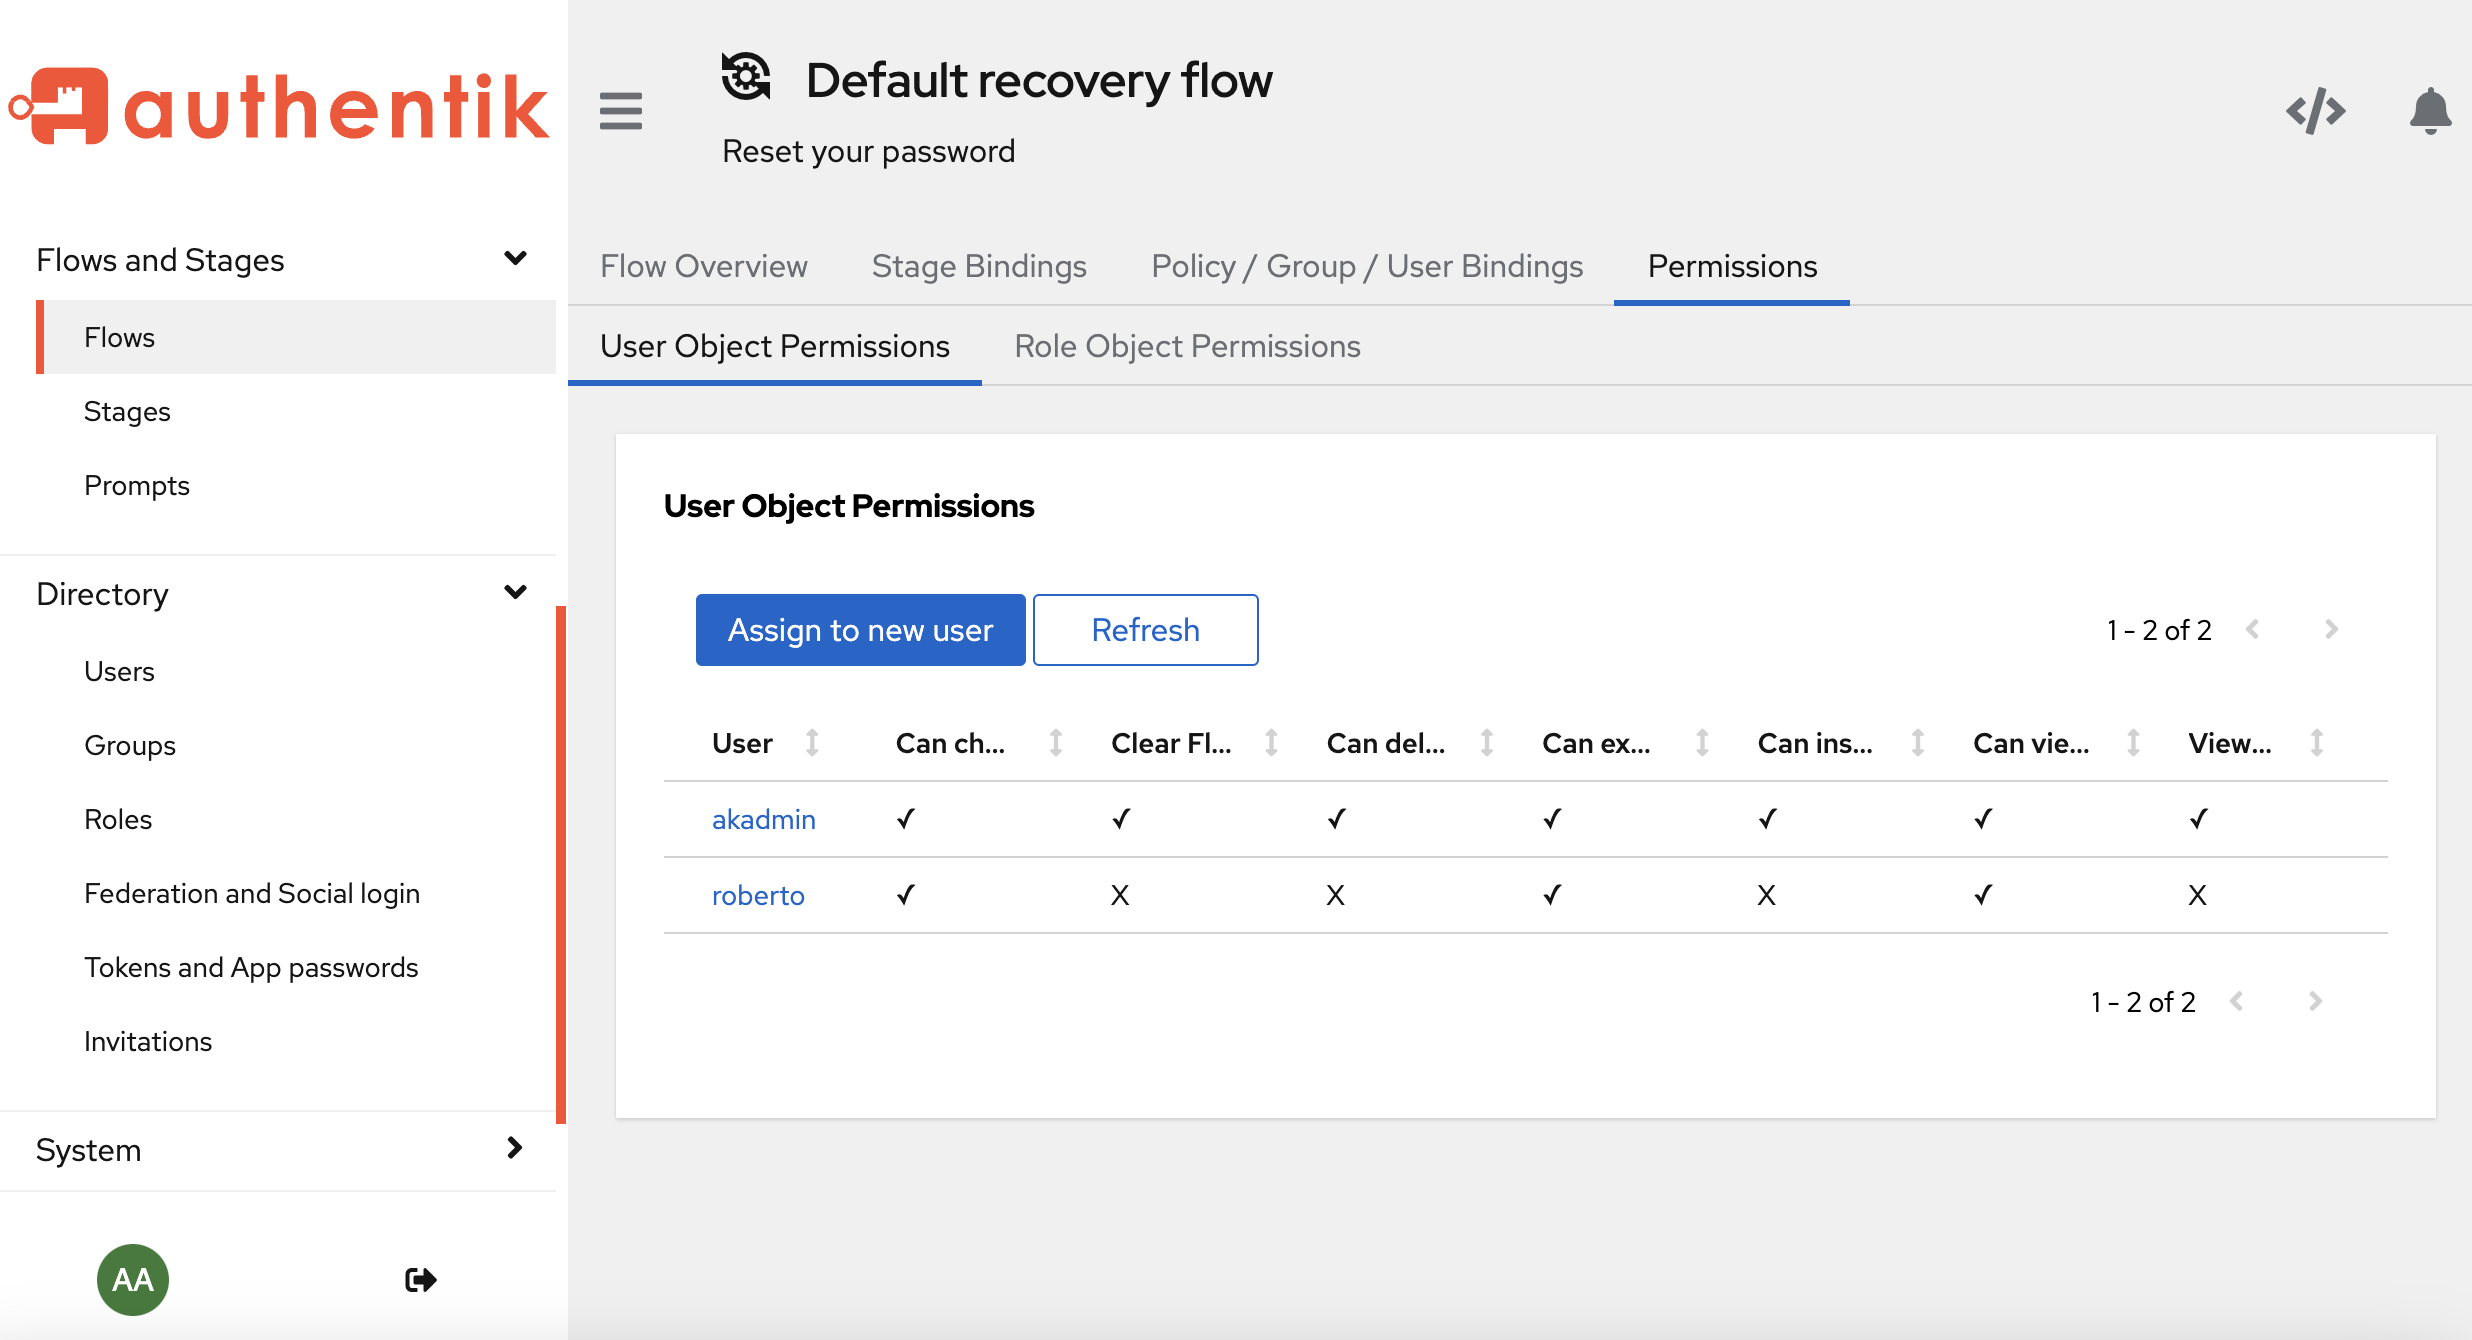 authentik
Default recovery flow
Reset your password
Flows and Stages
Flows
Stages
Prompts
Directory
Users
Groups
Roles
Federation and Social login
Tokens and App passwords
Invitations
System
AA
Flow Overview Stage Bindings Policy / Group / User Bindings Permissions
User Object Permissions Role Object Permissions
User Object Permissions
Assign to new user Refresh 1 - 2 of 2
User Can ch... Clear Fl... Can del... Can ex... Can ins... Can vie... View...
akadmin ✓ ✓ ✓ ✓ ✓ ✓ ✓
roberto ✓ X X ✓ X ✓ X
1 - 2 of 2